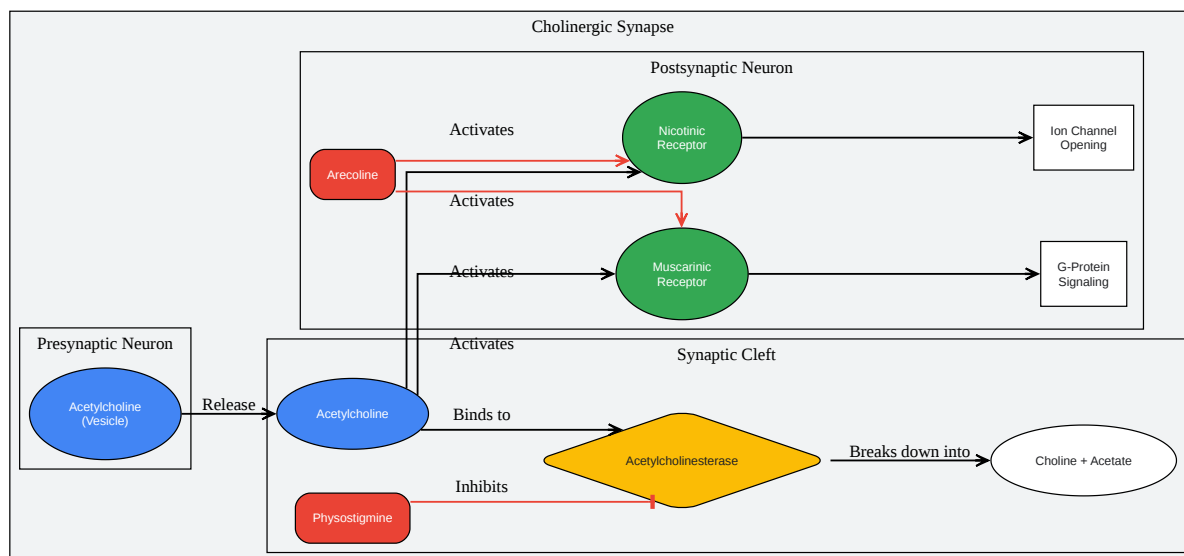 Cholinergic Synapse
Postsynaptic Neuron
Activates
Nicotinic
Receptor
Ion Channel
Opening
Arecoline
Activates
Activates
Muscarinic
Receptor
G-Protein
Signaling
Presynaptic Neuron
Activates
Synaptic Cleft
Acetylcholine
(Vesicle)
Release
Acetylcholine
Binds to
Acetylcholinesterase
Breaks down into
Choline + Acetate
Inhibits
Physostigmine